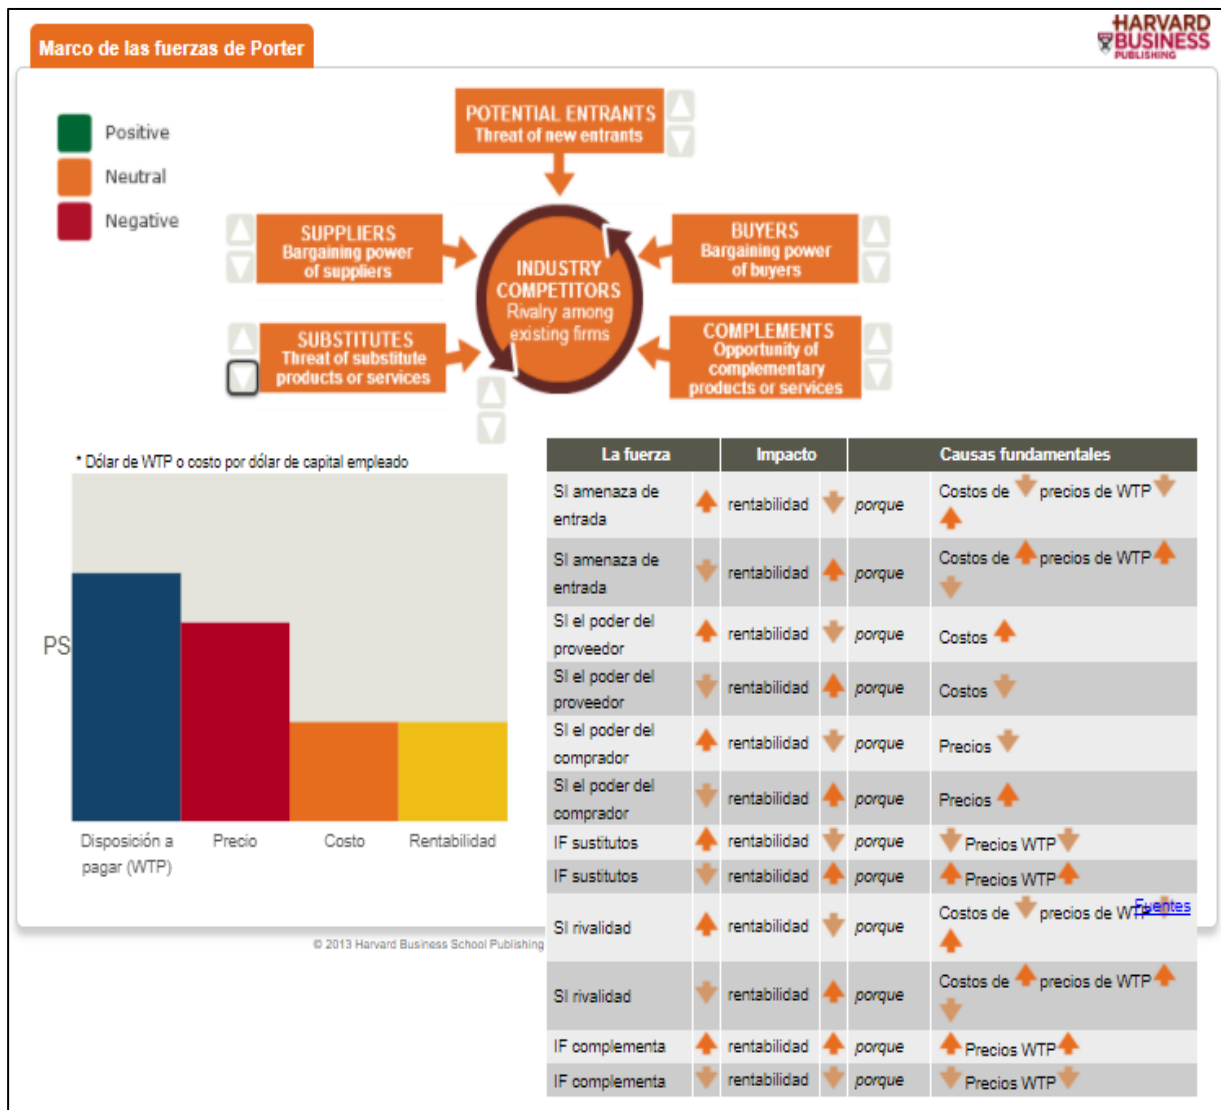 Marco de las fuerzas de Porter
HARVARD
BUSINESS
PUBLISHING
Positive
Neutral
Negative
POTENTIAL ENTRANTS
Threat of new entrants
SUPPLIERS
Bargaining power
of suppliers
BUYERS
Bargaining power
of buyers
INDUSTRY
COMPETITORS
Rivalry among
existing firms
SUBSTITUTES
Threat of substitute
products or services
COMPLEMENTS
Opportunity of
complementary
products or services
* Dólar de WTP o costo por dólar de capital empleado
PS
Disposición a
pagar (WTP)
Precio
Costo
Rentabilidad
La fuerza Impacto Causas fundamentales
SI amenaza de
entrada
rentabilidad porque Costos de precios de WTP
SI amenaza de
entrada
rentabilidad porque Costos de precios de WTP
SI el poder del
proveedor
rentabilidad porque Costos
SI el poder del
proveedor
rentabilidad porque Costos
SI el poder del
comprador
rentabilidad porque Precios
SI el poder del
comprador
rentabilidad porque Precios
IF sustitutos rentabilidad porque Precios WTP
IF sustitutos rentabilidad porque Precios WTP
Fuentes
SI rivalidad rentabilidad porque Costos de precios de WTP
SI rivalidad rentabilidad porque Costos de precios de WTP
IF complementa rentabilidad porque Precios WTP
IF complementa rentabilidad porque Precios WTP
© 2013 Harvard Business School Publishing